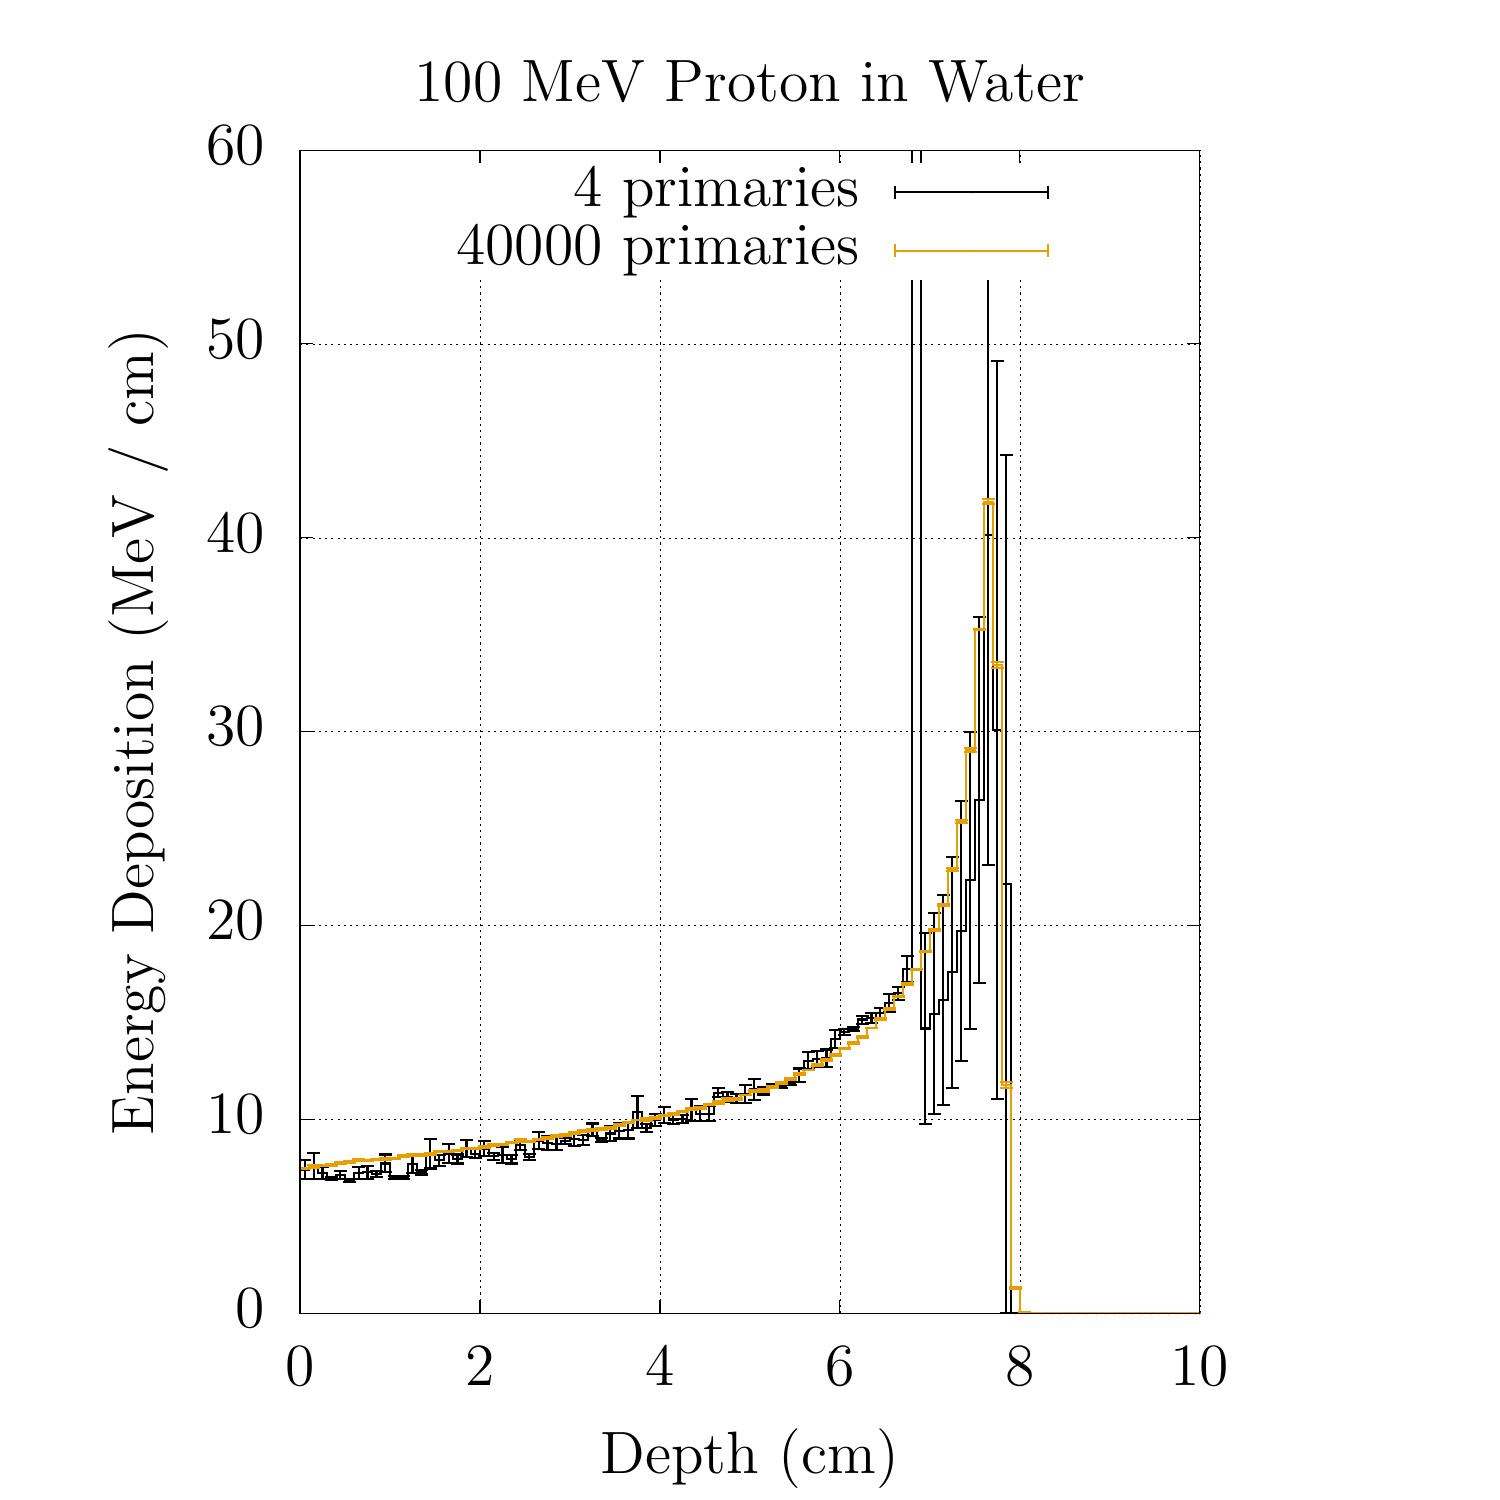 100 MeV Proton in Water
4 primaries
40000 primaries
60
50
40
30
20
10
0
Energy Deposition (MeV / cm)
0 2 4 6 8 10
Depth (cm)